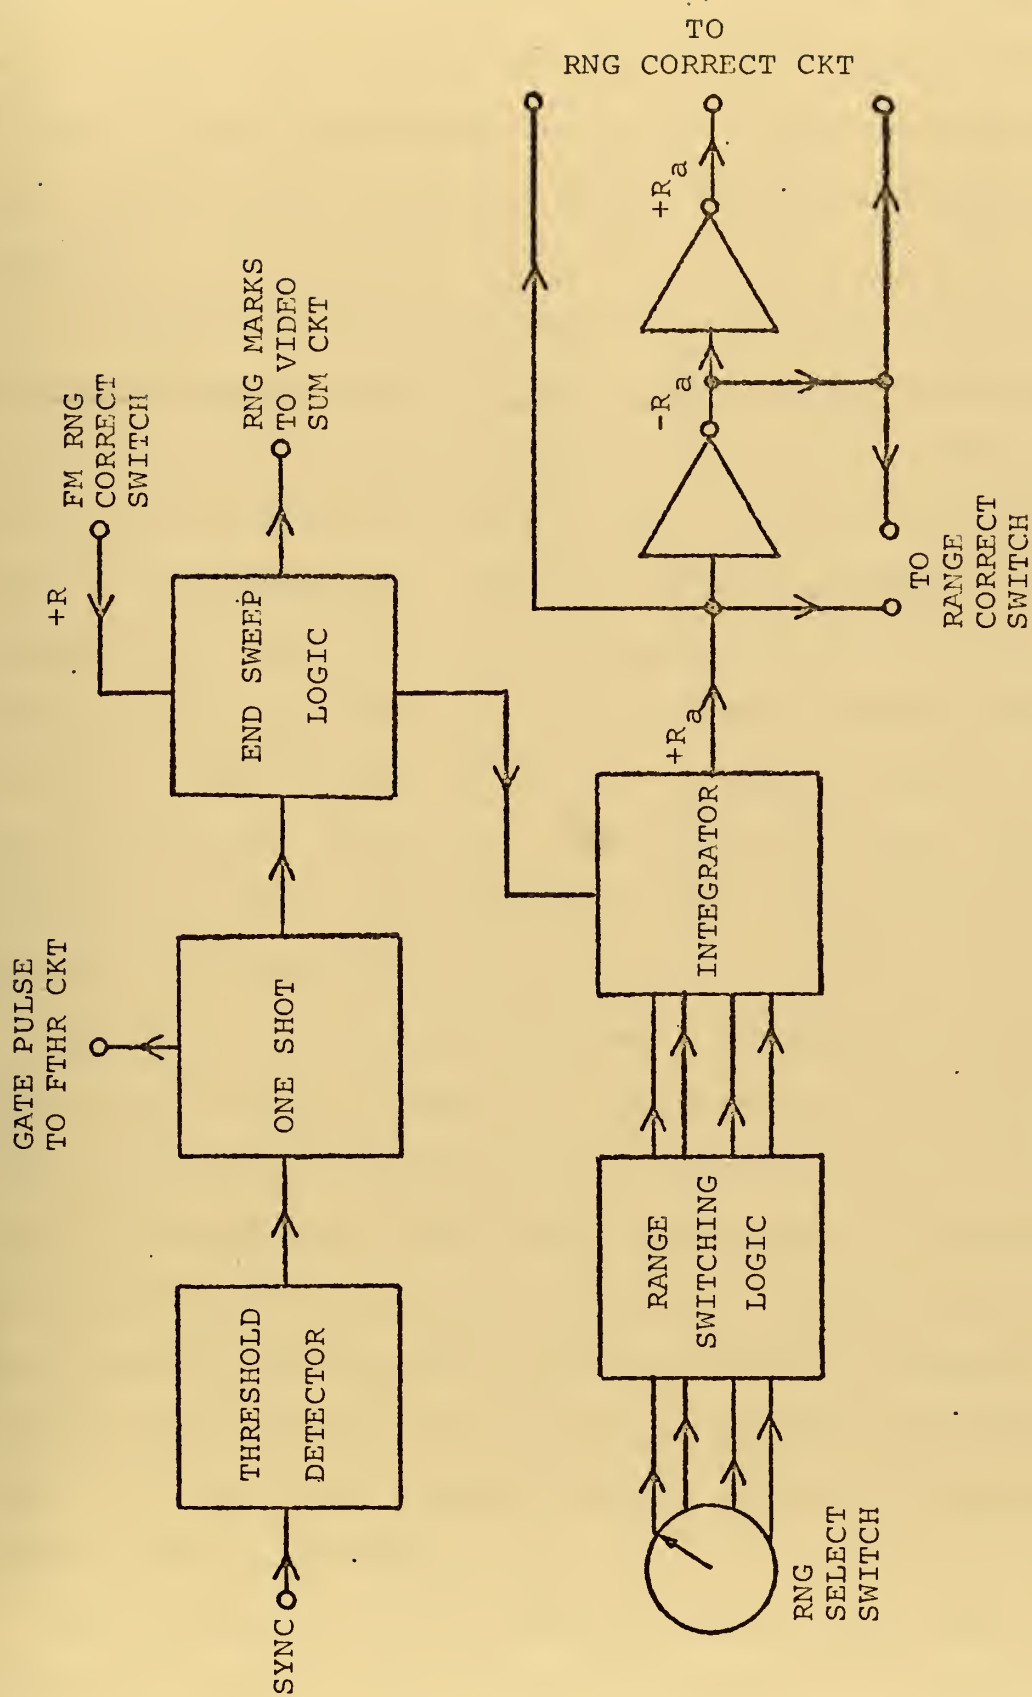 TO
RNG CORRECT CKT
FM RNG
CORRECT
SWITCH
+R
RNG MARKS
TO VIDEO
SUM CKT
END SWEEP
LOGIC
GATE PULSE
TO FTHR CKT
ONE SHOT
THRESHOLD
DETECTOR
SYNC
+Ra
-Ra
+Ra
TO
RANGE
CORRECT
SWITCH
INTEGRATOR
RANGE
SWITCHING
LOGIC
RNG
SELECT
SWITCH